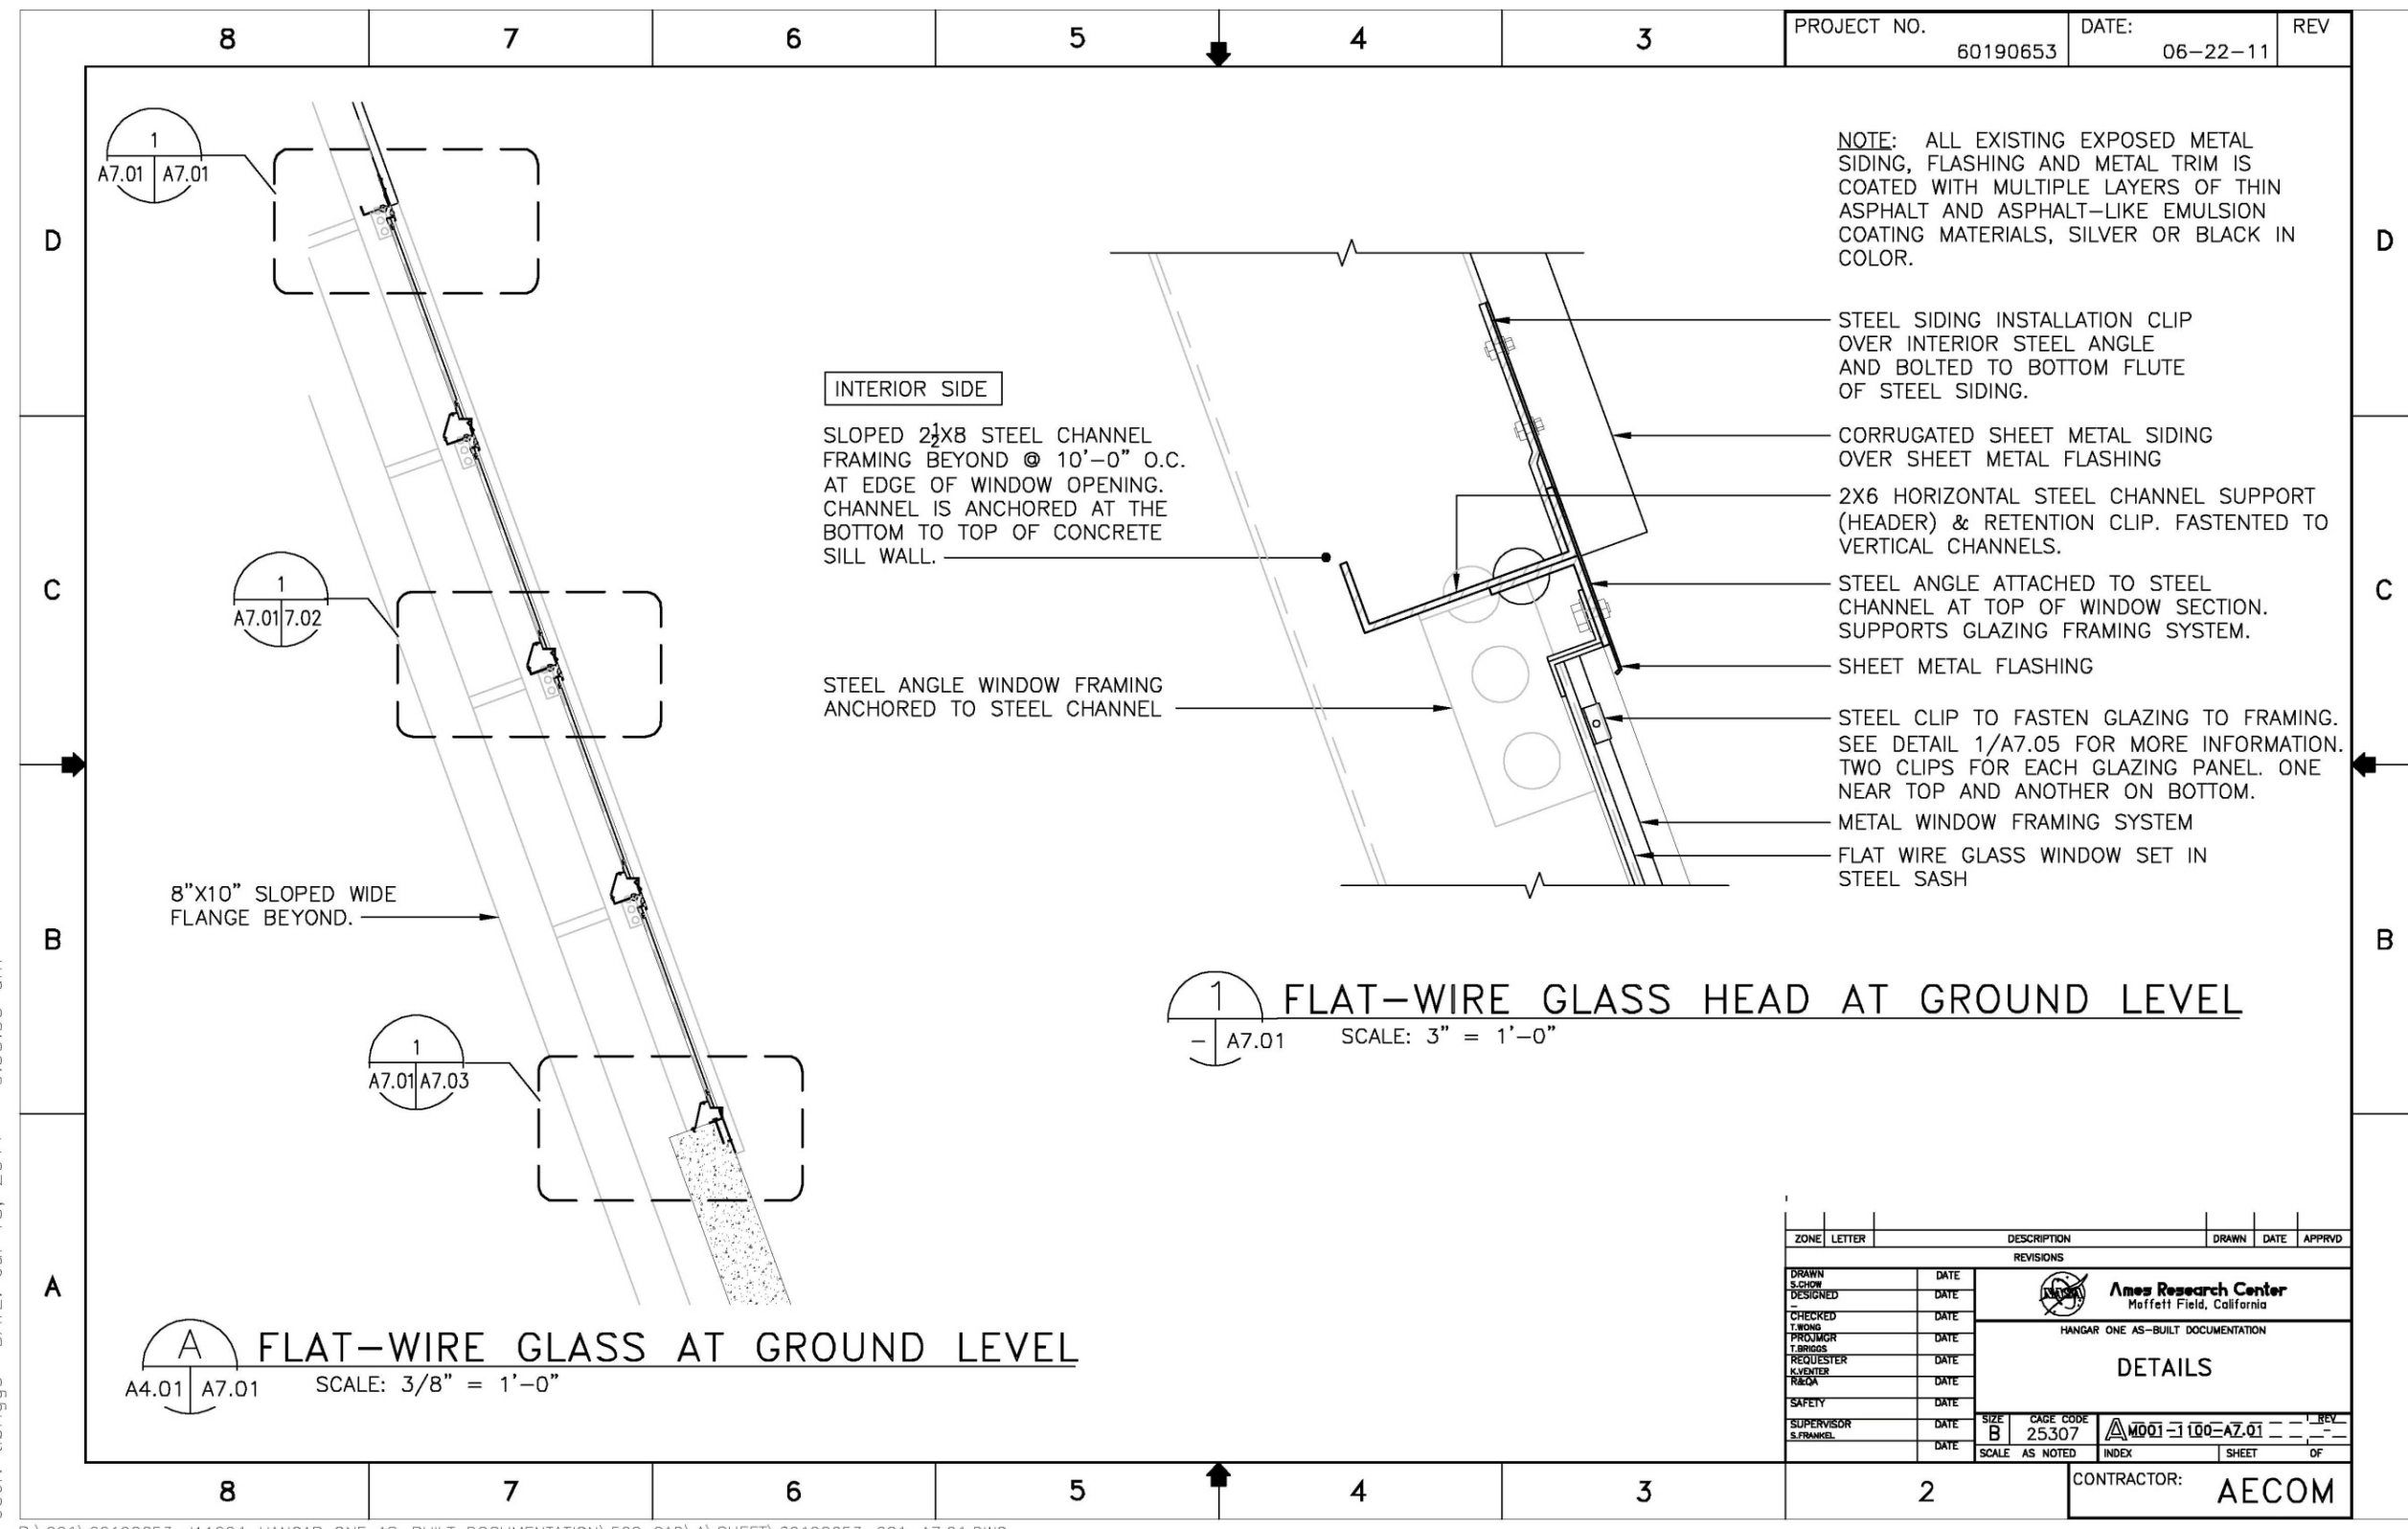 8 7 6 5 4 3
PROJECT NO.
60190653
DATE:
06-22-11
REV
D
C
B
A
D
C
B
1
A7.01 A7.01
1
A7.01 7.02
1
A7.01 A7.03
8"X10" SLOPED WIDE
FLANGE BEYOND.
A
A4.01 A7.01
FLAT-WIRE GLASS AT GROUND LEVEL
SCALE: 3/8" = 1'-0"
INTERIOR SIDE
SLOPED 2½X8 STEEL CHANNEL
FRAMING BEYOND @ 10'-0" O.C.
AT EDGE OF WINDOW OPENING.
CHANNEL IS ANCHORED AT THE
BOTTOM TO TOP OF CONCRETE
SILL WALL.
STEEL ANGLE WINDOW FRAMING
ANCHORED TO STEEL CHANNEL
NOTE: ALL EXISTING EXPOSED METAL
SIDING, FLASHING AND METAL TRIM IS
COATED WITH MULTIPLE LAYERS OF THIN
ASPHALT AND ASPHALT-LIKE EMULSION
COATING MATERIALS, SILVER OR BLACK IN
COLOR.
STEEL SIDING INSTALLATION CLIP
OVER INTERIOR STEEL ANGLE
AND BOLTED TO BOTTOM FLUTE
OF STEEL SIDING.
CORRUGATED SHEET METAL SIDING
OVER SHEET METAL FLASHING
2X6 HORIZONTAL STEEL CHANNEL SUPPORT
(HEADER) & RETENTION CLIP. FASTENTED TO
VERTICAL CHANNELS.
STEEL ANGLE ATTACHED TO STEEL
CHANNEL AT TOP OF WINDOW SECTION.
SUPPORTS GLAZING FRAMING SYSTEM.
SHEET METAL FLASHING
STEEL CLIP TO FASTEN GLAZING TO FRAMING.
SEE DETAIL 1/A7.05 FOR MORE INFORMATION.
TWO CLIPS FOR EACH GLAZING PANEL. ONE
NEAR TOP AND ANOTHER ON BOTTOM.
METAL WINDOW FRAMING SYSTEM
FLAT WIRE GLASS WINDOW SET IN
STEEL SASH
1
- A7.01
FLAT-WIRE GLASS HEAD AT GROUND LEVEL
SCALE: 3" = 1'-0"
ZONE LETTER DESCRIPTION DRAWN DATE APPRVD
REVISIONS
DRAWN DATE
S.CHOW
DESIGNED DATE
-
CHECKED DATE
T.WONG
PROJMGR DATE
T.BRIGGS
REQUESTER DATE
K.VENTER
R&QA DATE
SAFETY DATE
SUPERVISOR DATE
S.FRANKEL
DATE
NASA
Ames Research Center
Moffett Field, California
HANGAR ONE AS-BUILT DOCUMENTATION
DETAILS
SIZE
B
CAGE CODE
25307
A M001-1100-A7.01
REV
-
SCALE AS NOTED INDEX SHEET OF
8 7 6 5 4 3 2
CONTRACTOR:
AECOM